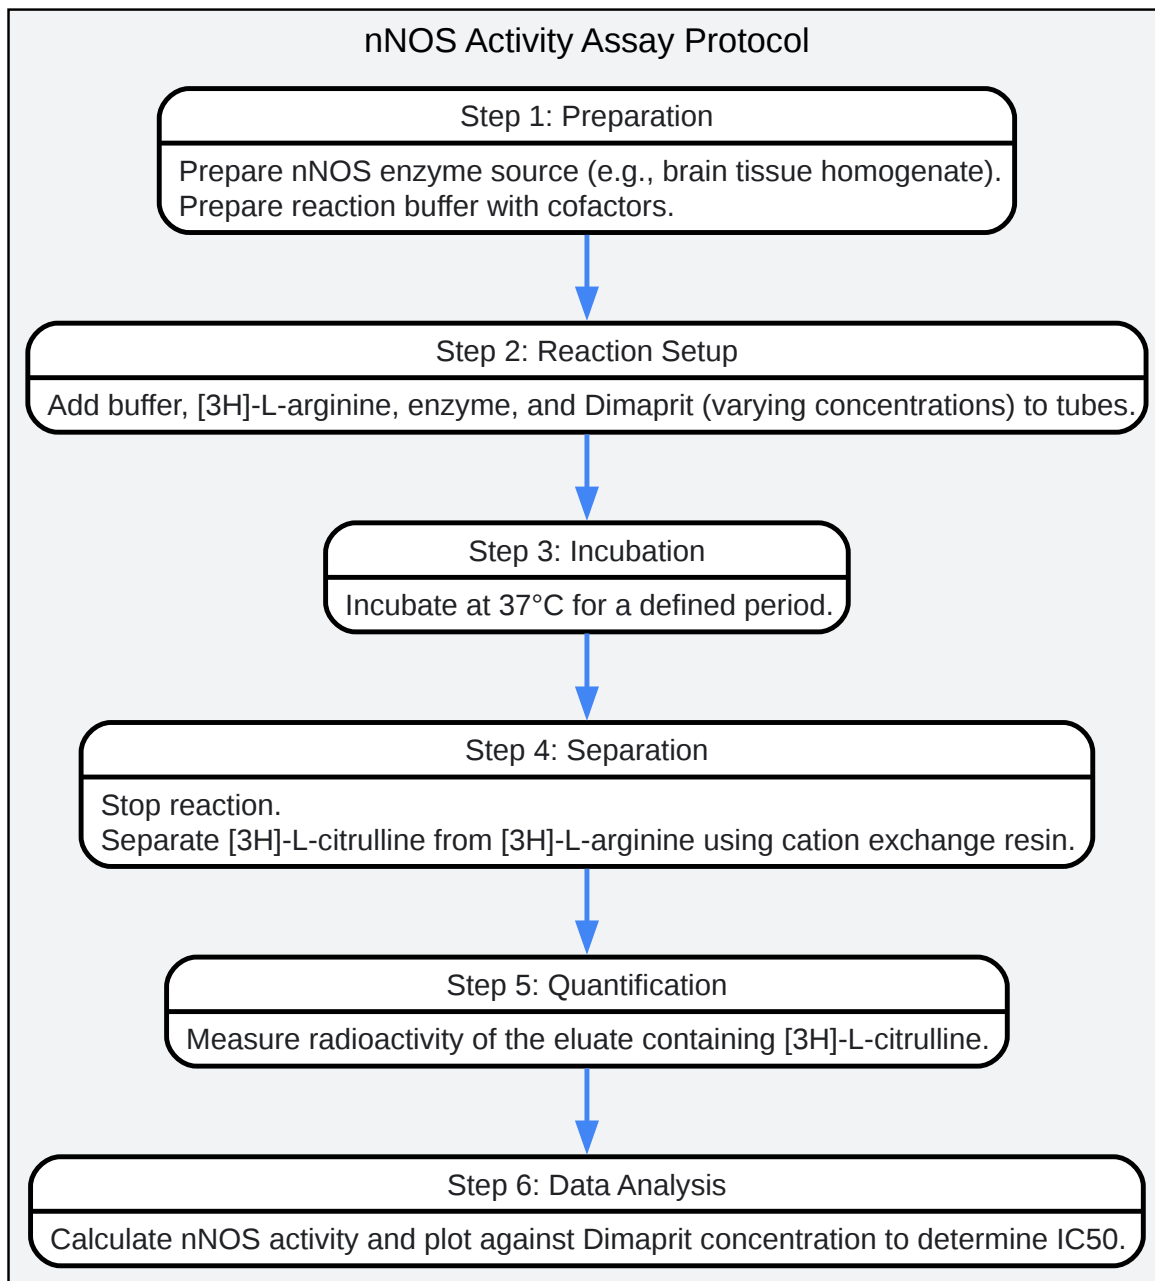 nNOS Activity Assay Protocol
Step 1: Preparation
Prepare nNOS enzyme source (e.g., brain tissue homogenate).
Prepare reaction buffer with cofactors.
Step 2: Reaction Setup
Add buffer, [3H]-L-arginine, enzyme, and Dimaprit (varying concentrations) to tubes.
Step 3: Incubation
Incubate at 37°C for a defined period.
Step 4: Separation
Stop reaction.
Separate [3H]-L-citrulline from [3H]-L-arginine using cation exchange resin.
Step 5: Quantification
Measure radioactivity of the eluate containing [3H]-L-citrulline.
Step 6: Data Analysis
Calculate nNOS activity and plot against Dimaprit concentration to determine IC50.